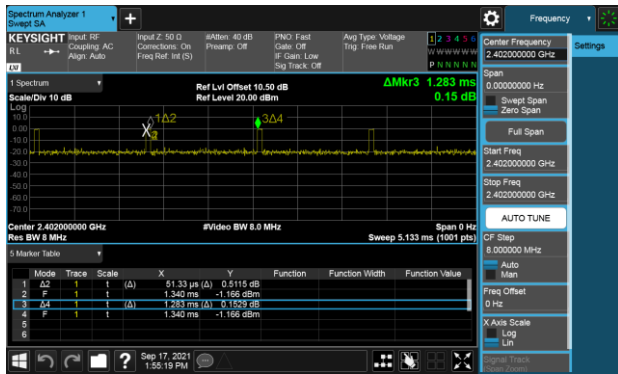 Spectrum Analyzer 1
Swept SA
+
Frequency
KEYSIGHT
RL
LXI
Input: RF
Coupling: AC
Align: Auto
Input Z: 50 Ω
Corrections: On
Freq Ref: Int (S)
#Atten: 40 dB
Preamp: Off
PNO: Fast
Gate: Off
IF Gain: Low
Sig Track: Off
Avg Type: Voltage
Trig: Free Run
1 2 3 4 5 6
W W W W W W
P N N N N N
1 Spectrum
Scale/Div 10 dB
Ref Lvl Offset 10.50 dB
Ref Level 20.00 dBm
ΔMkr3 1.283 ms
0.15 dB
Log
10.0
0.00
-10.0
-20.0
-30.0
-40.0
-50.0
-60.0
-70.0
1Δ2
X
3Δ4
Center 2.402000000 GHz
Res BW 8 MHz
#Video BW 8.0 MHz
Span 0 Hz
Sweep 5.133 ms (1001 pts)
5 Marker Table
Mode Trace Scale X Y Function Function Width Function Value
1 Δ2 1 t (Δ) 51.33 µs (Δ) 0.5115 dB
2 F 1 t 1.340 ms -1.166 dBm
3 Δ4 1 t (Δ) 1.283 ms (Δ) 0.1529 dB
4 F 1 t 1.340 ms -1.166 dBm
5
6
?
Sep 17, 2021
1:55:19 PM
Center Frequency
2.402000000 GHz
Span
0.00000000 Hz
Swept Span
Zero Span
Full Span
Start Freq
2.402000000 GHz
Stop Freq
2.402000000 GHz
AUTO TUNE
CF Step
8.000000 MHz
Auto
Man
Freq Offset
0 Hz
X Axis Scale
Log
Lin
Signal Track
(Span Zoom)
Settings